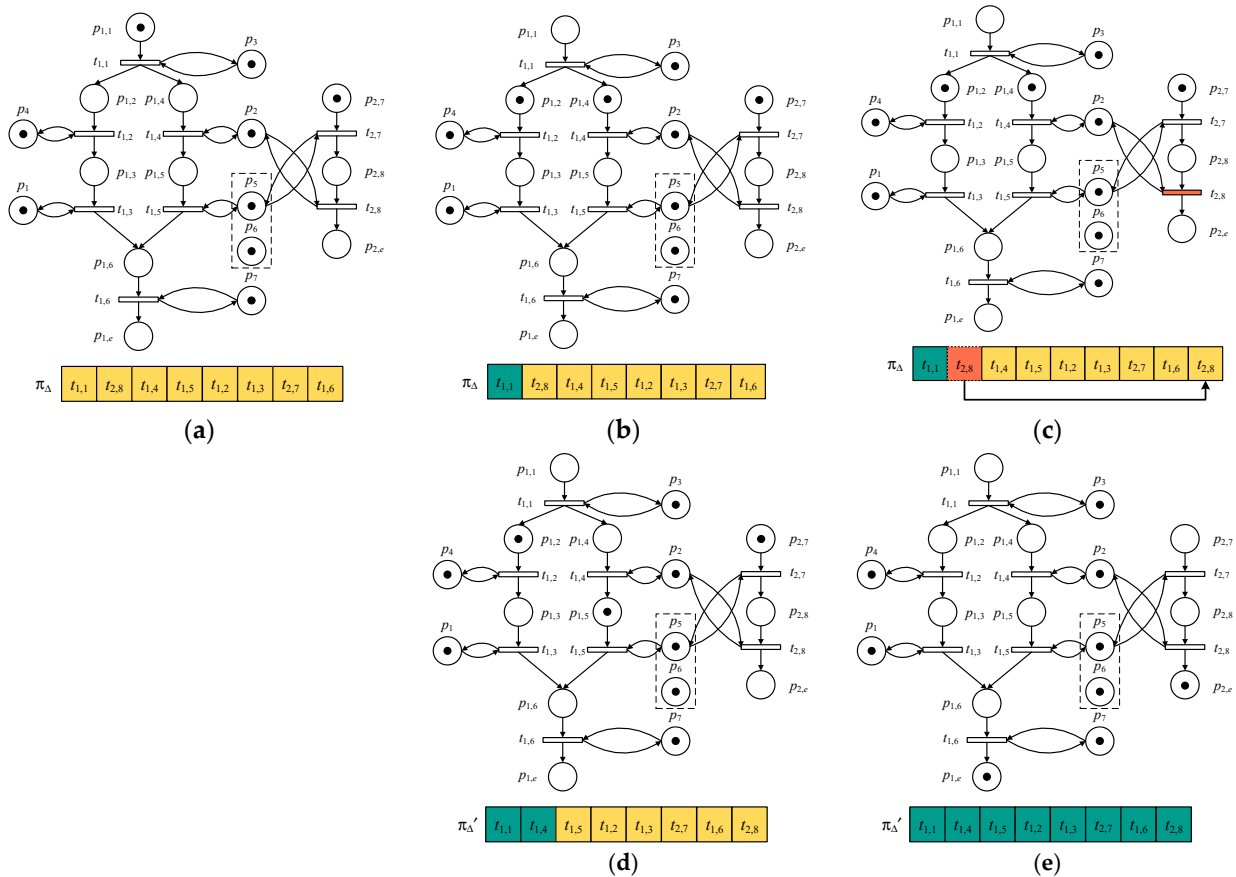 p1,1
p3
t1,1
p1,2
p1,4
p2
p2,7
p4
t1,2
t1,4
t2,7
p1,3
p1,5
p5
p2,8
p1
t1,3
t1,5
t2,8
p6
p2,e
p1,6
p7
t1,6
p1,e
πΔ t1,1 t2,8 t1,4 t1,5 t1,2 t1,3 t2,7 t1,6
(a)
p1,1
p3
t1,1
p1,2
p1,4
p2
p2,7
p4
t1,2
t1,4
t2,7
p1,3
p1,5
p5
p2,8
p1
t1,3
t1,5
t2,8
p6
p2,e
p1,6
p7
t1,6
p1,e
πΔ t1,1 t2,8 t1,4 t1,5 t1,2 t1,3 t2,7 t1,6
(b)
p1,1
p3
t1,1
p1,2
p1,4
p2
p2,7
p4
t1,2
t1,4
t2,7
p1,3
p1,5
p5
p2,8
p1
t1,3
t1,5
t2,8
p6
p2,e
p1,6
p7
t1,6
p1,e
πΔ t1,1 t2,8 t1,4 t1,5 t1,2 t1,3 t2,7 t1,6 t2,8
(c)
p1,1
p3
t1,1
p1,2
p1,4
p2
p2,7
p4
t1,2
t1,4
t2,7
p1,3
p1,5
p5
p2,8
p1
t1,3
t1,5
t2,8
p6
p2,e
p1,6
p7
t1,6
p1,e
πΔ′ t1,1 t1,4 t1,5 t1,2 t1,3 t2,7 t1,6 t2,8
(d)
p1,1
p3
t1,1
p1,2
p1,4
p2
p2,7
p4
t1,2
t1,4
t2,7
p1,3
p1,5
p5
p2,8
p1
t1,3
t1,5
t2,8
p6
p2,e
p1,6
p7
t1,6
p1,e
πΔ′ t1,1 t1,4 t1,5 t1,2 t1,3 t2,7 t1,6 t2,8
(e)